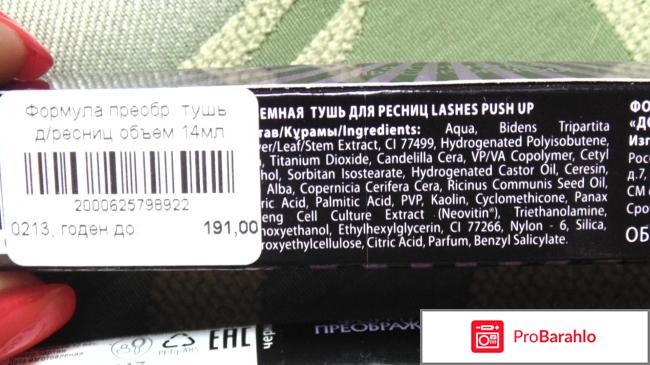 Формула преобр. тушь
д/ресниц объем 14мл
2000625798922
0213, годен до 191,00
ЕМНАЯ ТУШЬ ДЛЯ РЕСНИЦ LASHES PUSH UP
тав/Құрамы/Ingredients: Aqua, Bidens Tripartita
er/Leaf/Stem Extract, CI 77499, Hydrogenated Polyisobutene,
, Titanium Dioxide, Candelilla Cera, VP/VA Copolymer, Cetyl
hol, Sorbitan Isostearate, Hydrogenated Castor Oil, Ceresin,
Alba, Copernicia Cerifera Cera, Ricinus Communis Seed Oil,
ric Acid, Palmitic Acid, PVP, Kaolin, Cyclomethicone, Panax
eng Cell Culture Extract (Neovitin®), Triethanolamine,
noxyethanol, Ethylhexylglycerin, CI 77266, Nylon - 6, Silica,
roxyethylcellulose, Citric Acid, Parfum, Benzyl Salicylate.
ФО
«ДЕ
Изг
Рос
д.7,
СМ
Сро
ОБ
EAC
черн
ПРЕОБРАЖ
ProBarahlo